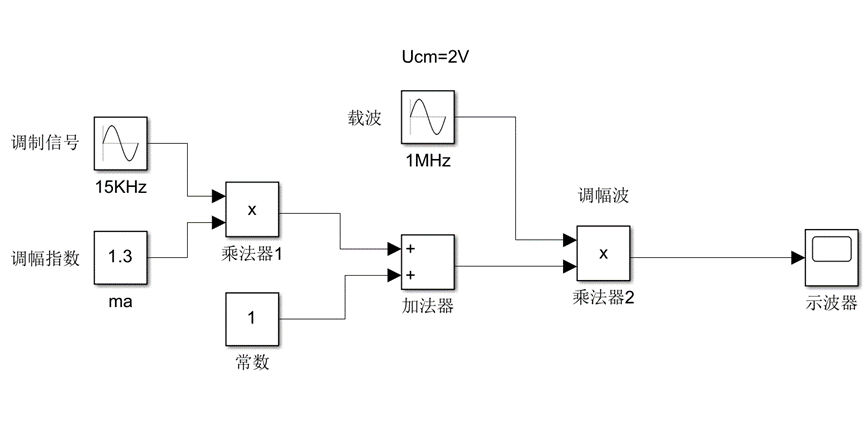 Ucm=2V
载波
1MHz
调制信号
15KHz
x
乘法器1
调幅指数
1.3
ma
1
常数
+
+
加法器
调幅波
x
乘法器2
示波器